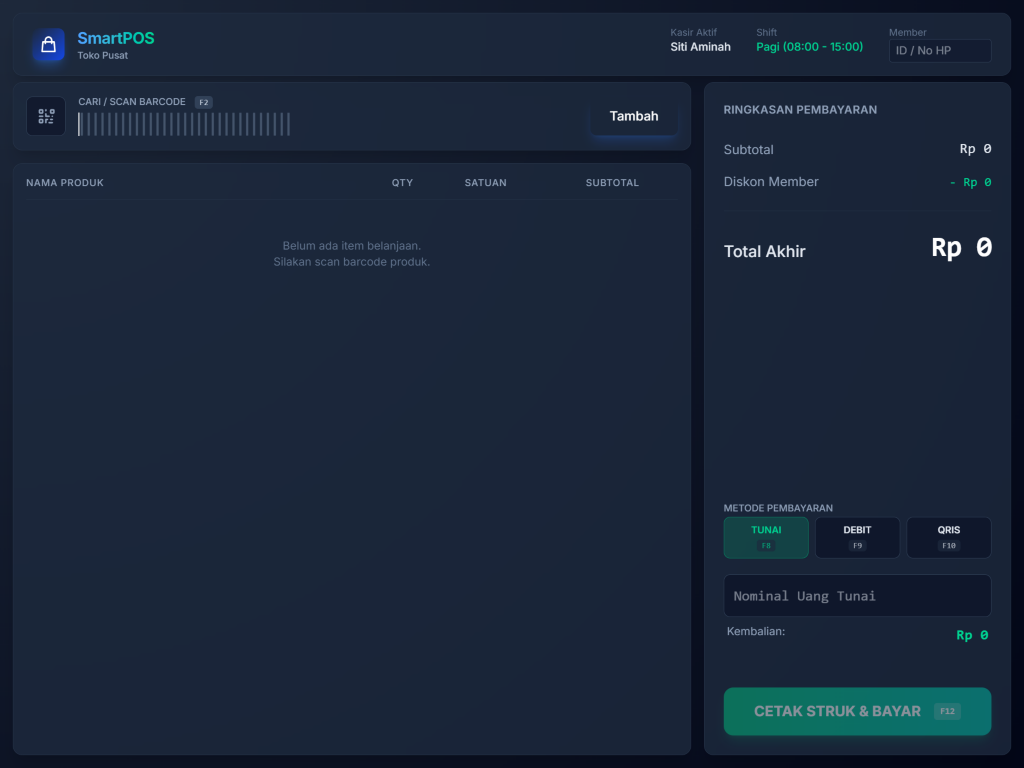 SmartPOS
Toko Pusat
Kasir Aktif
Siti Aminah
Shift
Pagi (08:00 - 15:00)
Member
ID / No HP
CARI / SCAN BARCODE F2
Tambah
NAMA PRODUK QTY SATUAN SUBTOTAL
Belum ada item belanjaan.
Silakan scan barcode produk.
RINGKASAN PEMBAYARAN
Subtotal Rp 0
Diskon Member - Rp 0
Total Akhir Rp 0
METODE PEMBAYARAN
TUNAI DEBIT QRIS
F8 F9 F10
Nominal Uang Tunai
Kembalian: Rp 0
CETAK STRUK & BAYAR F12